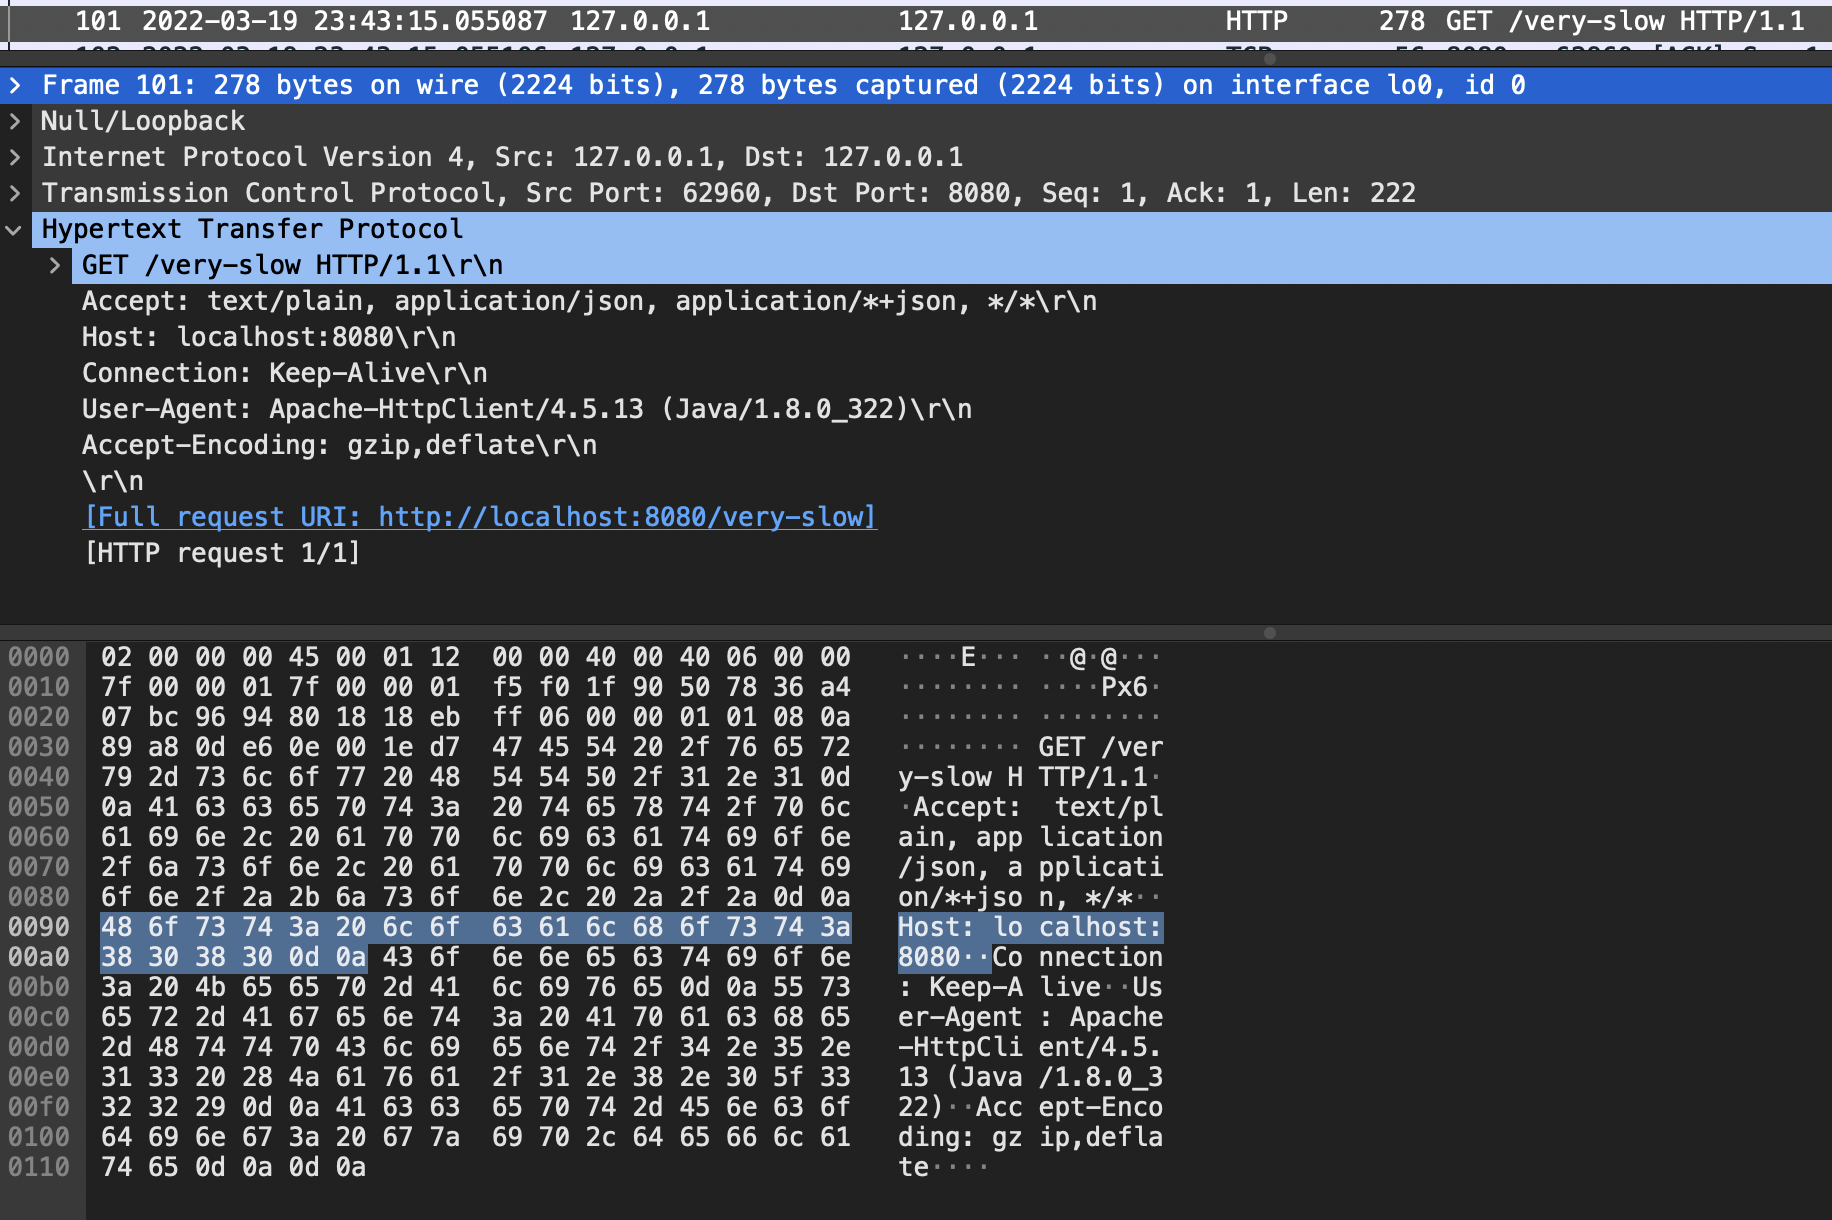 101 2022-03-19 23:43:15.055087 127.0.0.1 127.0.0.1 HTTP 278 GET /very-slow HTTP/1.1
Frame 101: 278 bytes on wire (2224 bits), 278 bytes captured (2224 bits) on interface lo0, id 0
Null/Loopback
Internet Protocol Version 4, Src: 127.0.0.1, Dst: 127.0.0.1
Transmission Control Protocol, Src Port: 62960, Dst Port: 8080, Seq: 1, Ack: 1, Len: 222
Hypertext Transfer Protocol
GET /very-slow HTTP/1.1\r\n
Accept: text/plain, application/json, application/*+json, */*\r\n
Host: localhost:8080\r\n
Connection: Keep-Alive\r\n
User-Agent: Apache-HttpClient/4.5.13 (Java/1.8.0_322)\r\n
Accept-Encoding: gzip,deflate\r\n
\r\n
[Full request URI: http://localhost:8080/very-slow]
[HTTP request 1/1]
0000 02 00 00 00 45 00 01 12 00 00 40 00 40 06 00 00 ····E··· ··@·@···
0010 7f 00 00 01 7f 00 00 01 f5 f0 1f 90 50 78 36 a4 ········ ····Px6·
0020 07 bc 96 94 80 18 18 eb ff 06 00 00 01 01 08 0a ········ ········
0030 89 a8 0d e6 0e 00 1e d7 47 45 54 20 2f 76 65 72 ········ GET /ver
0040 79 2d 73 6c 6f 77 20 48 54 54 50 2f 31 2e 31 0d y-slow H TTP/1.1·
0050 0a 41 63 63 65 70 74 3a 20 74 65 78 74 2f 70 6c ·Accept: text/pl
0060 61 69 6e 2c 20 61 70 70 6c 69 63 61 74 69 6f 6e ain, app lication
0070 2f 6a 73 6f 6e 2c 20 61 70 70 6c 69 63 61 74 69 /json, a pplicati
0080 6f 6e 2f 2a 2b 6a 73 6f 6e 2c 20 2a 2f 2a 0d 0a on/*+jso n, */*··
0090 48 6f 73 74 3a 20 6c 6f 63 61 6c 68 6f 73 74 3a Host: lo calhost:
00a0 38 30 38 30 0d 0a 43 6f 6e 6e 65 63 74 69 6f 6e 8080··Co nnection
00b0 3a 20 4b 65 65 70 2d 41 6c 69 76 65 0d 0a 55 73 : Keep-A live··Us
00c0 65 72 2d 41 67 65 6e 74 3a 20 41 70 61 63 68 65 er-Agent : Apache
00d0 2d 48 74 74 70 43 6c 69 65 6e 74 2f 34 2e 35 2e -HttpCli ent/4.5.
00e0 31 33 20 28 4a 61 76 61 2f 31 2e 38 2e 30 5f 33 13 (Java /1.8.0_3
00f0 32 32 29 0d 0a 41 63 63 65 70 74 2d 45 6e 63 6f 22)··Acc ept-Enco
0100 64 69 6e 67 3a 20 67 7a 69 70 2c 64 65 66 6c 61 ding: gz ip,defla
0110 74 65 0d 0a 0d 0a te····